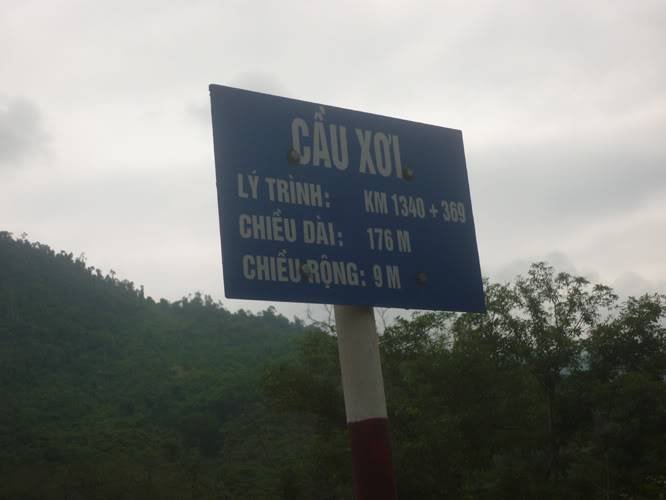 CẦU XƠI
LÝ TRÌNH: KM 1340 + 369
CHIỀU DÀI: 176 M
CHIỀU RỘNG: 9 M